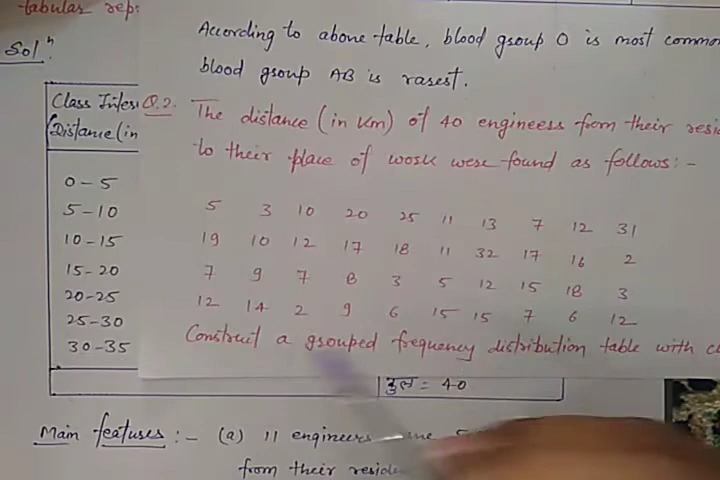 tabular rep:
Solⁿ.
According to above table, blood group O is most commo
blood group AB is rarest.
Class Inter
Distance (in
0-5
5-10
10-15
15-20
20-25
25-30
30-35
Q.2. The distance (in km) of 40 engineers from their resi
to their place of work were found as follows:-
5 3 10 20 25 11 13 7 12 31
19 10 12 17 18 11 32 17 16 2
7 9 7 8 3 5 12 15 18 3
12 14 2 9 6 15 15 7 6 12
Construct a grouped frequency distribution table with c
कुल = 40
Main features:- (a) 11 engineers
from their reside